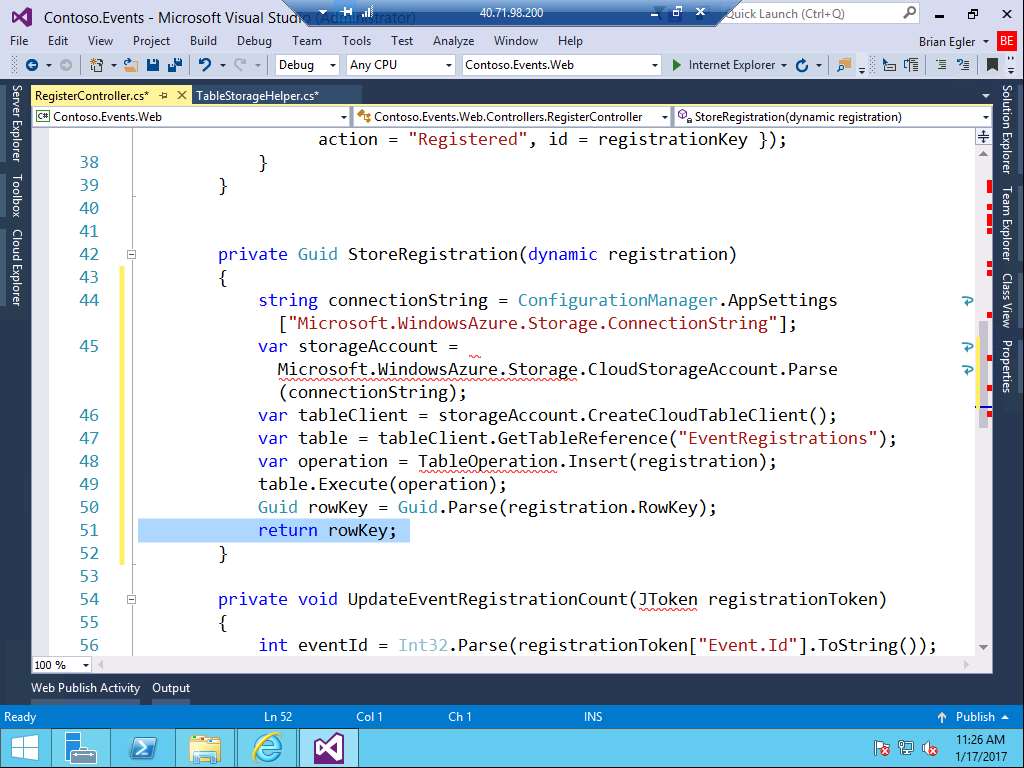 Contoso.Events - Microsoft Visual Studio (Administrator)
40.71.98.200
Quick Launch (Ctrl+Q)
File Edit View Project Build Debug Team Tools Test Analyze Window Help
Brian Egler BE
Debug Any CPU Contoso.Events.Web Internet Explorer
RegisterController.cs* TableStorageHelper.cs*
Contoso.Events.Web Contoso.Events.Web.Controllers.RegisterController StoreRegistration(dynamic registration)
Server Explorer
Toolbox
Cloud Explorer
action = "Registered", id = registrationKey });
38 }
39 }
40
41
42 private Guid StoreRegistration(dynamic registration)
43 {
44 string connectionString = ConfigurationManager.AppSettings
["Microsoft.WindowsAzure.Storage.ConnectionString"];
45 var storageAccount =
Microsoft.WindowsAzure.Storage.CloudStorageAccount.Parse
(connectionString);
46 var tableClient = storageAccount.CreateCloudTableClient();
47 var table = tableClient.GetTableReference("EventRegistrations");
48 var operation = TableOperation.Insert(registration);
49 table.Execute(operation);
50 Guid rowKey = Guid.Parse(registration.RowKey);
51 return rowKey;
52 }
53
54 private void UpdateEventRegistrationCount(JToken registrationToken)
55 {
56 int eventId = Int32.Parse(registrationToken["Event.Id"].ToString());
Solution Explorer
Team Explorer
Class View
Properties
100 %
Web Publish Activity Output
Ready Ln 52 Col 1 Ch 1 INS Publish
11:26 AM
1/17/2017